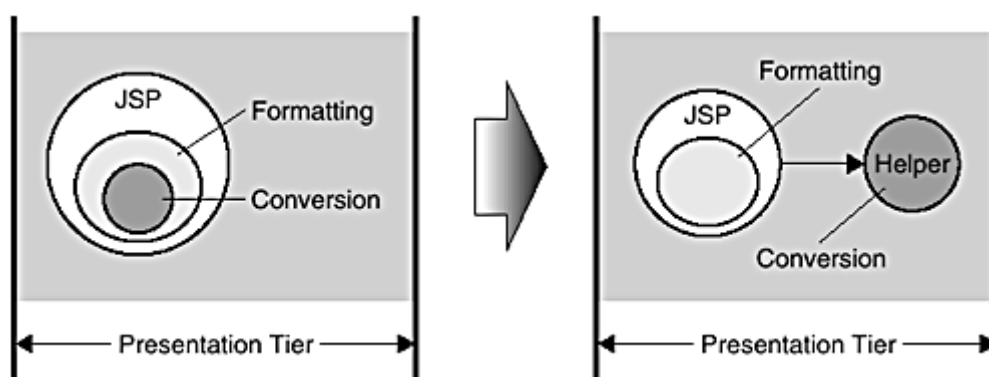 JSP
Formatting
Conversion
Presentation Tier
Formatting
JSP
Helper
Conversion
Presentation Tier